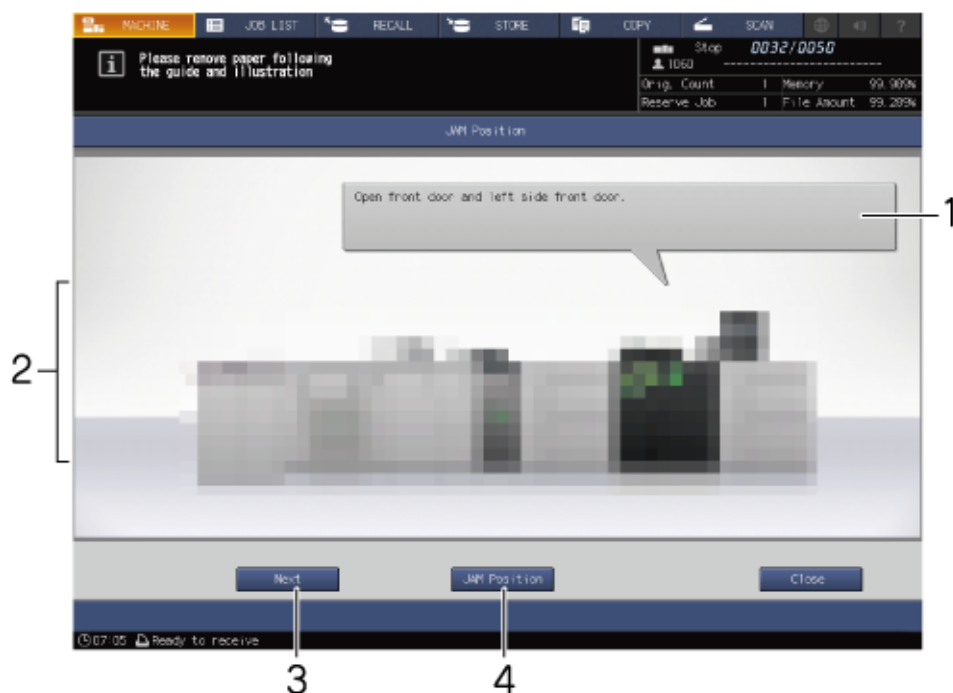 MACHINE JOB LIST RECALL STORE COPY SCAN ?
i Please remove paper following
the guide and illustration
Stop 0032/0050
1060 --------------------
Orig. Count 1 Memory 99.989%
Reserve Job 1 File Amount 99.289%
JAM Position
Open front door and left side front door.
1
2
Next JAM Position Close
07:05 Ready to receive
3 4